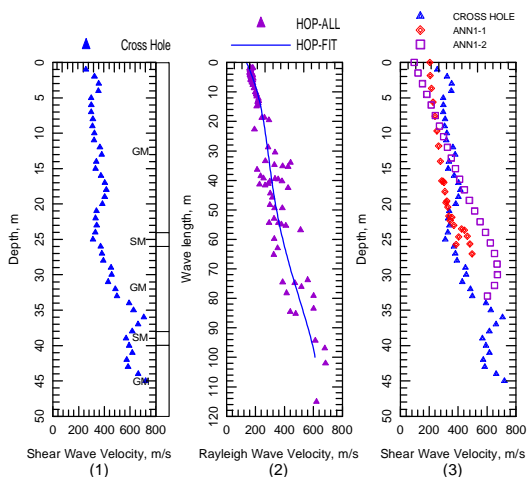 Cross Hole
HOP-ALL
HOP-FIT
CROSS HOLE
ANN1-1
ANN1-2
Depth, m
0
5
10
15
20
25
30
35
40
45
50
GM
SM
GM
SM
GM
0 200 400 600 800
Shear Wave Velocity, m/s
(1)
Wave length, m
0
10
20
30
40
50
60
70
80
90
100
110
120
0 200 400 600 800
Rayleigh Wave Velocity, m/s
(2)
Depth, m
0
5
10
15
20
25
30
35
40
45
50
0 200 400 600 800
Shear Wave Velocity, m/s
(3)